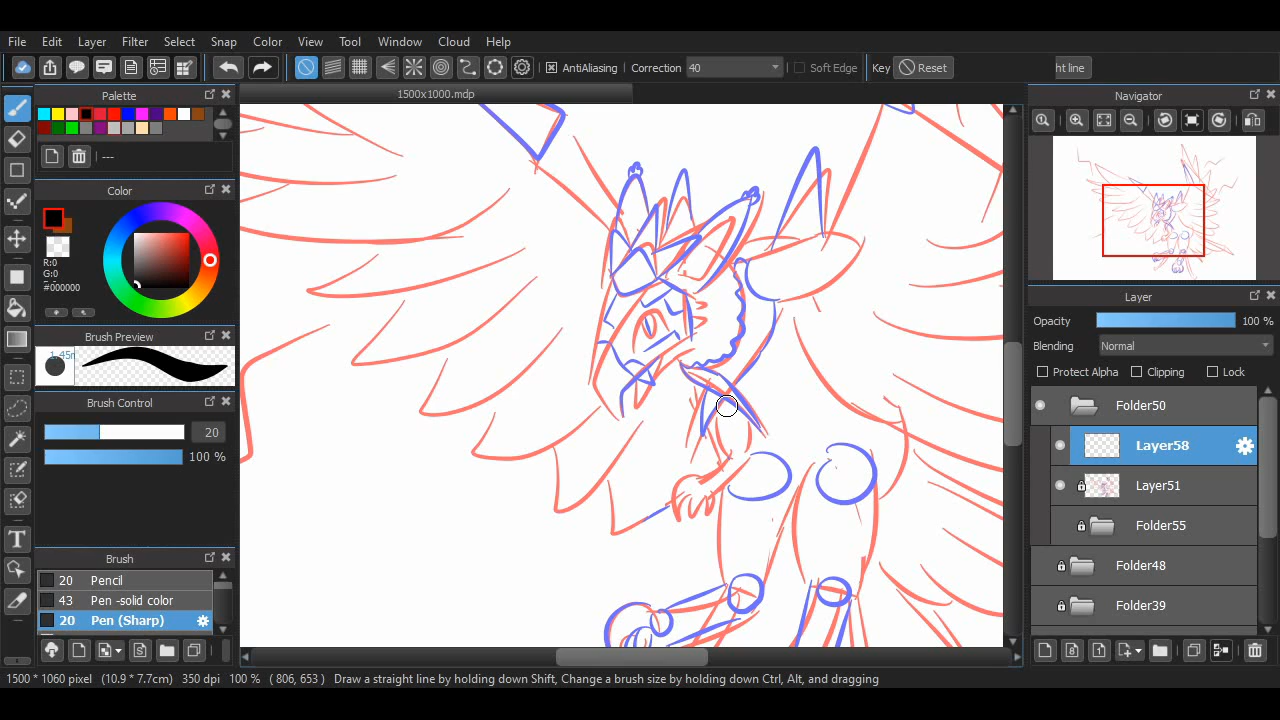 File Edit Layer Filter Select Snap Color View Tool Window Cloud Help
AntiAliasing Correction 40 Soft Edge Key Reset ht line
Palette
1500x1000.mdp
Navigator
---
Color
R:0
G:0
#000000
Brush Preview
Brush Control
20
100 %
Brush
20 Pencil
43 Pen -solid color
20 Pen (Sharp)
Layer
Opacity 100 %
Blending Normal
Protect Alpha Clipping Lock
Folder50
Layer58
Layer51
Folder55
Folder48
Folder39
1500 * 1060 pixel (10.9 * 7.7cm) 350 dpi 100 % ( 806, 653 ) Draw a straight line by holding down Shift, Change a brush size by holding down Ctrl, Alt, and dragging